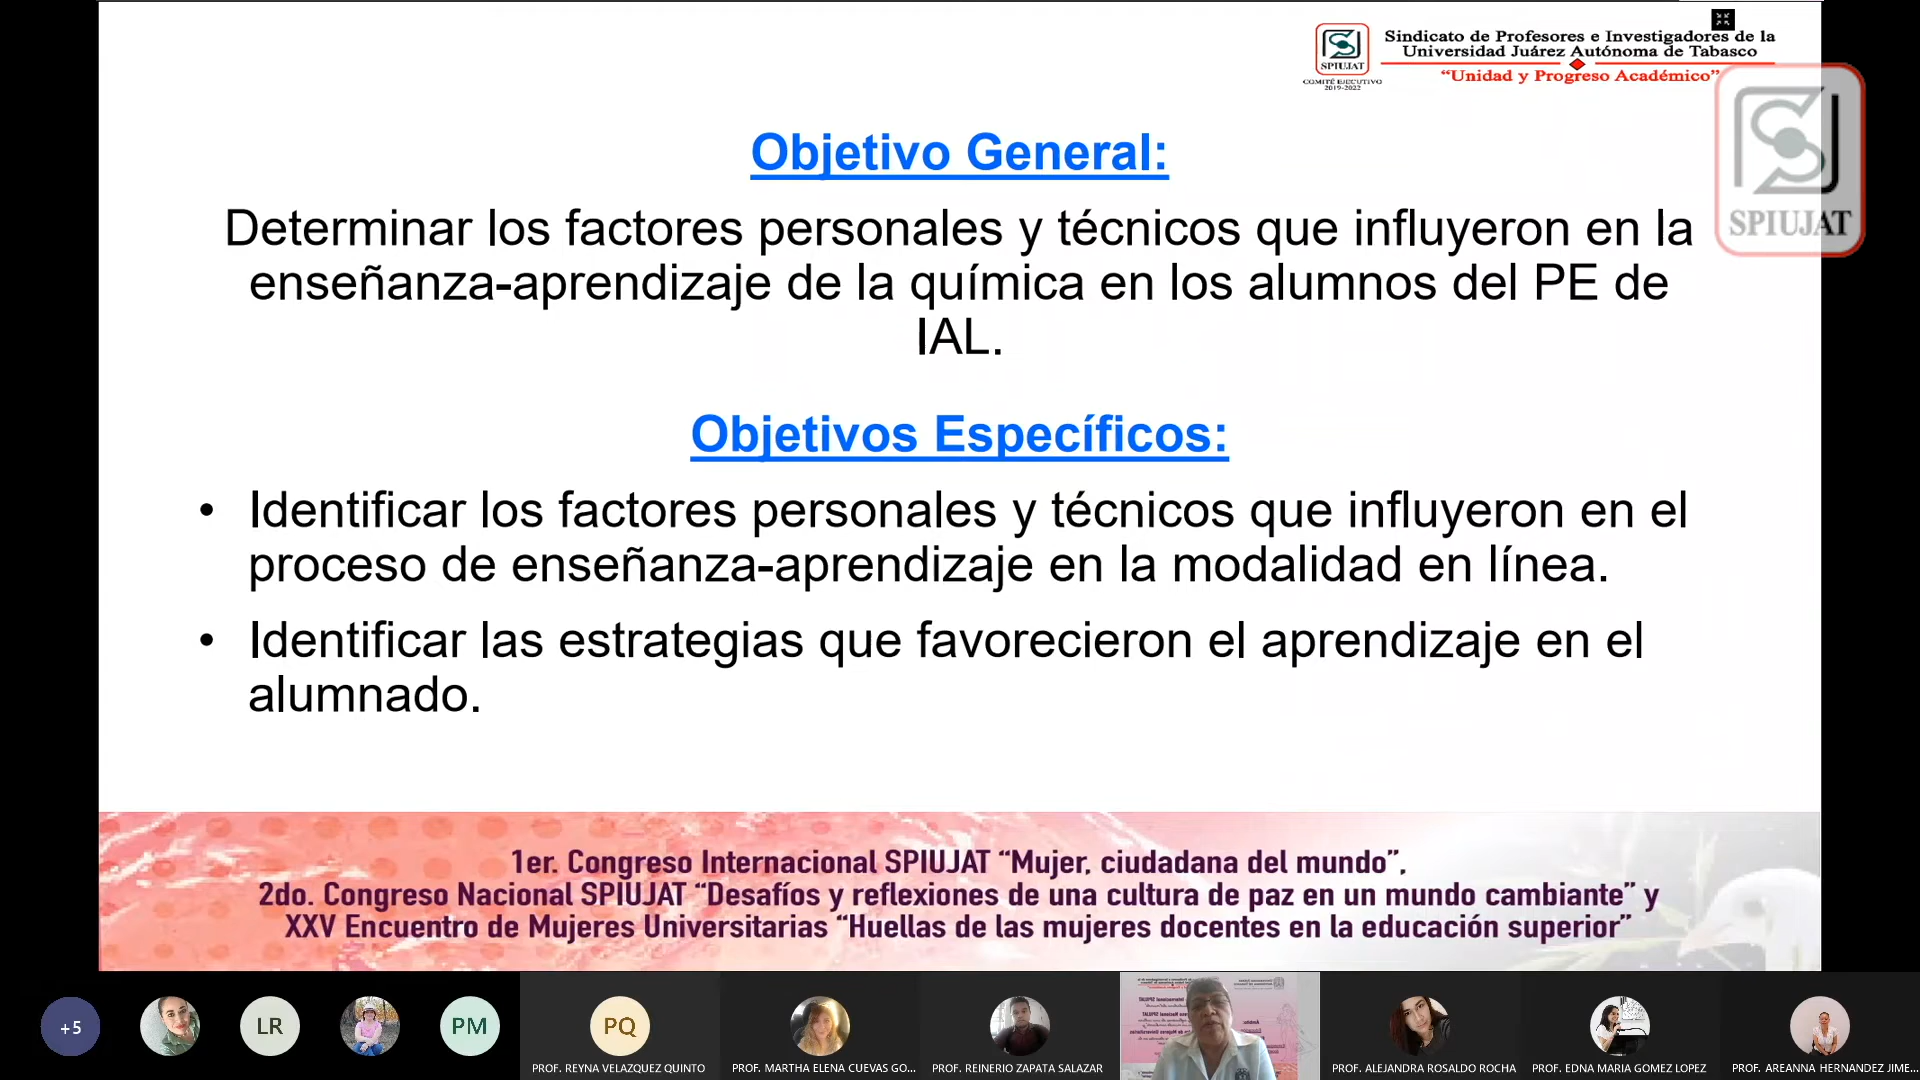 Sindicato de Profesores e Investigadores de la
Universidad Juárez Autónoma de Tabasco
“Unidad y Progreso Académico”
SPIUJAT
COMITÉ EJECUTIVO
2019-2022
SPIUJAT
Objetivo General:
Determinar los factores personales y técnicos que influyeron en la
enseñanza-aprendizaje de la química en los alumnos del PE de
IAL.
Objetivos Específicos:
• Identificar los factores personales y técnicos que influyeron en el
proceso de enseñanza-aprendizaje en la modalidad en línea.
• Identificar las estrategias que favorecieron el aprendizaje en el
alumnado.
1er. Congreso Internacional SPIUJAT “Mujer, ciudadana del mundo”,
2do. Congreso Nacional SPIUJAT “Desafíos y reflexiones de una cultura de paz en un mundo cambiante” y
XXV Encuentro de Mujeres Universitarias “Huellas de las mujeres docentes en la educación superior”
+5
LR
PM
PQ
PROF. REYNA VELAZQUEZ QUINTO
PROF. MARTHA ELENA CUEVAS GO...
PROF. REINERIO ZAPATA SALAZAR
PROF. ALEJANDRA ROSALDO ROCHA
PROF. EDNA MARIA GOMEZ LOPEZ
PROF. AREANNA HERNANDEZ JIME...